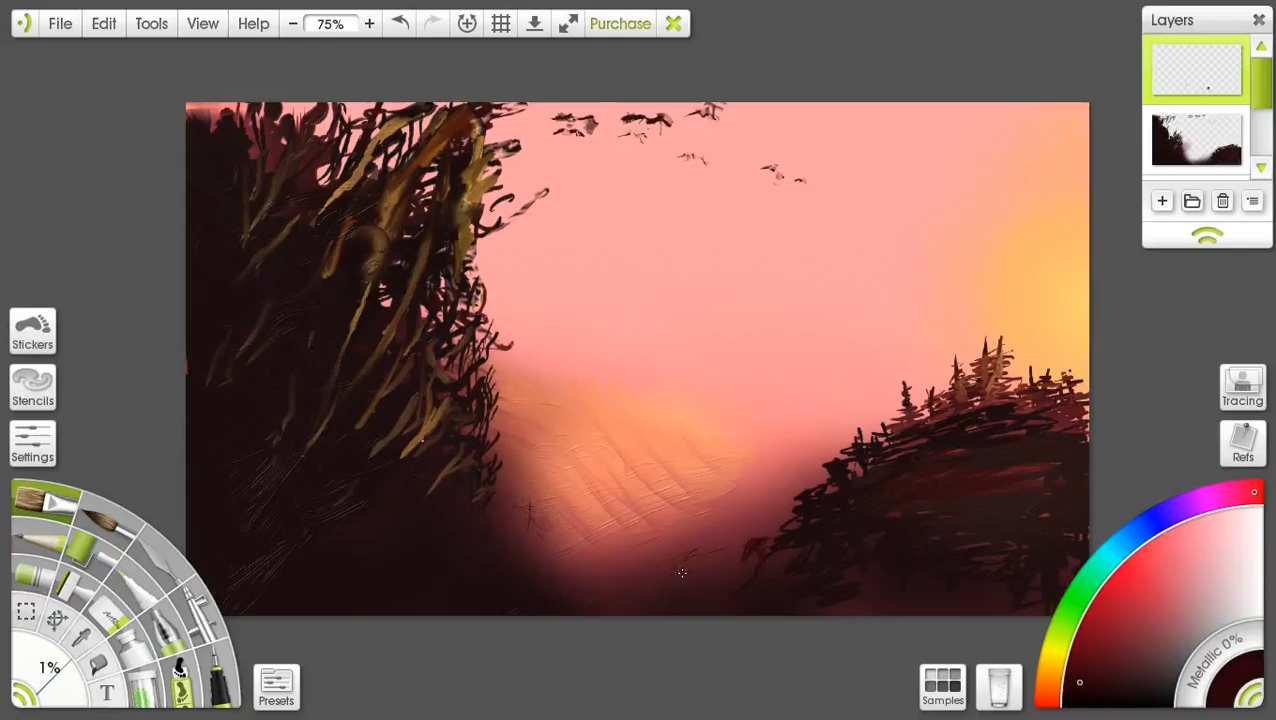 File Edit Tools View Help − 75% + Purchase
Layers
Stickers
Stencils
Settings
Tracing
Refs
1%
T
Presets
Samples
Metallic 0%